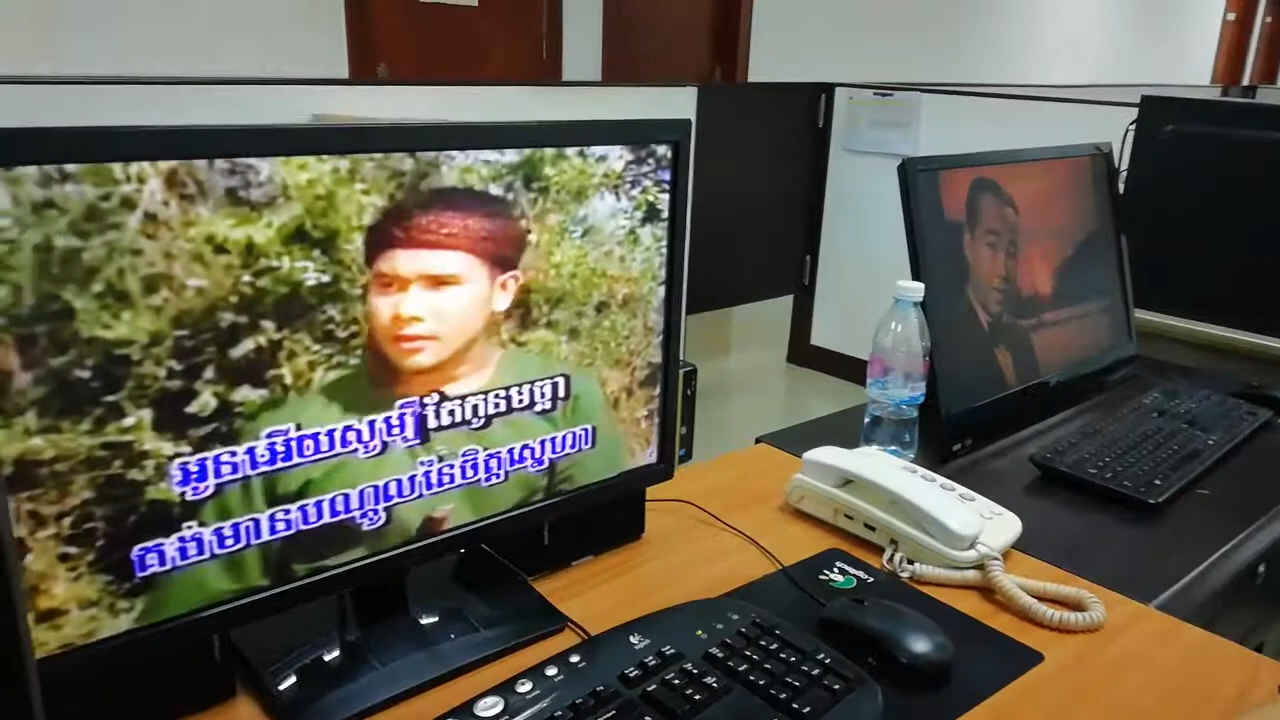 អូនអើយសូម្បី តែកូនមច្ឆា
គង់មានបណ្ដូលនៃចិត្តស្នេហា
Logitech